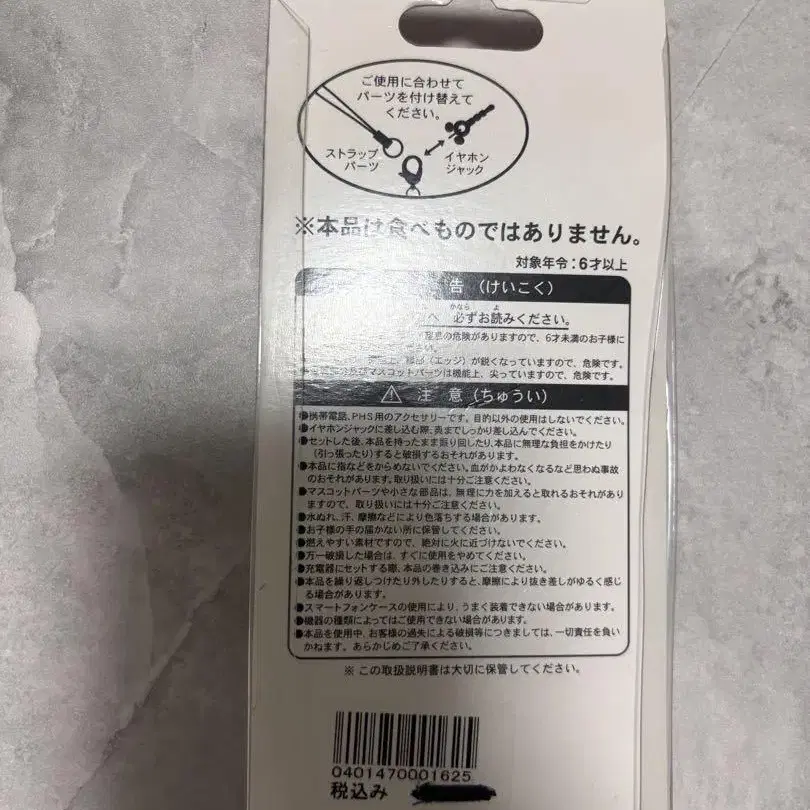 ご使用に合わせて
パーツを付け替えて
ください。
ストラップ
パーツ
イヤホン
ジャック
※本品は食べものではありません。
対象年令：6才以上
告（けいこく）
へ 必ずお読みください。
かなら よ
の危険がありますので、6才未満のお子様に
（エッジ）が鋭くなっていますので、危険です。
マスコットパーツは機能上、尖っていますので、危険です。
⚠ 注 意（ちゅうい）
●携帯電話、PHS用のアクセサリーです。目的以外の使用はしないでください。
●イヤホンジャックに差し込む際、奥までしっかり差し込んでください。
●セットした後、本品を持ったまま振り回したり、本品に無理な負担をかけたり
（引っ張ったり）すると破損するおそれがあります。
●本品に指などをからめないでください。血がかよわなくなるなど思わぬ事故
のおそれがあります。取り扱いには十分ご注意ください。
●マスコットパーツや小さな部品は、無理に力を加えると取れるおそれがあり
ますので、取り扱いには十分ご注意ください。
●水ぬれ、汗、摩擦などにより色落ちする場合があります。
●お子様の手の届かない所に保管してください。
●燃えやすい素材ですので、絶対に火に近づけないでください。
●万一破損した場合は、すぐに使用をやめてください。
●充電器にセットする際、本品の巻き込みにご注意ください。
●本品を繰り返しつけたり外したりすると、摩擦により抜き差しがゆるく感じ
る場合があります。
●スマートフォンケースの使用により、うまく装着できない場合があります。
●機器の種類によってはご使用できない場合があります。
●本品を使用中、お客様の過失による破損等につきましては、一切責任を負い
かねます。あらかじめご了承ください。
※ この取扱説明書は大切に保管してください。
0401470001625
税込み